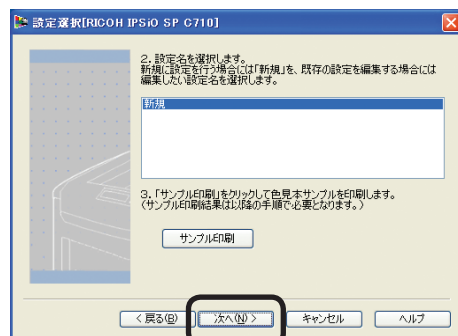 設定選択[RICOH IPSiO SP C710]
2. 設定名を選択します。
新規に設定を行う場合には「新規」を、既存の設定を編集する場合には
編集したい設定名を選択します。
新規
3. 「サンプル印刷」をクリックして色見本サンプルを印刷します。
(サンプル印刷結果は以降の手順で必要となります。)
サンプル印刷
< 戻る(B)
次へ(N) >
キャンセル
ヘルプ